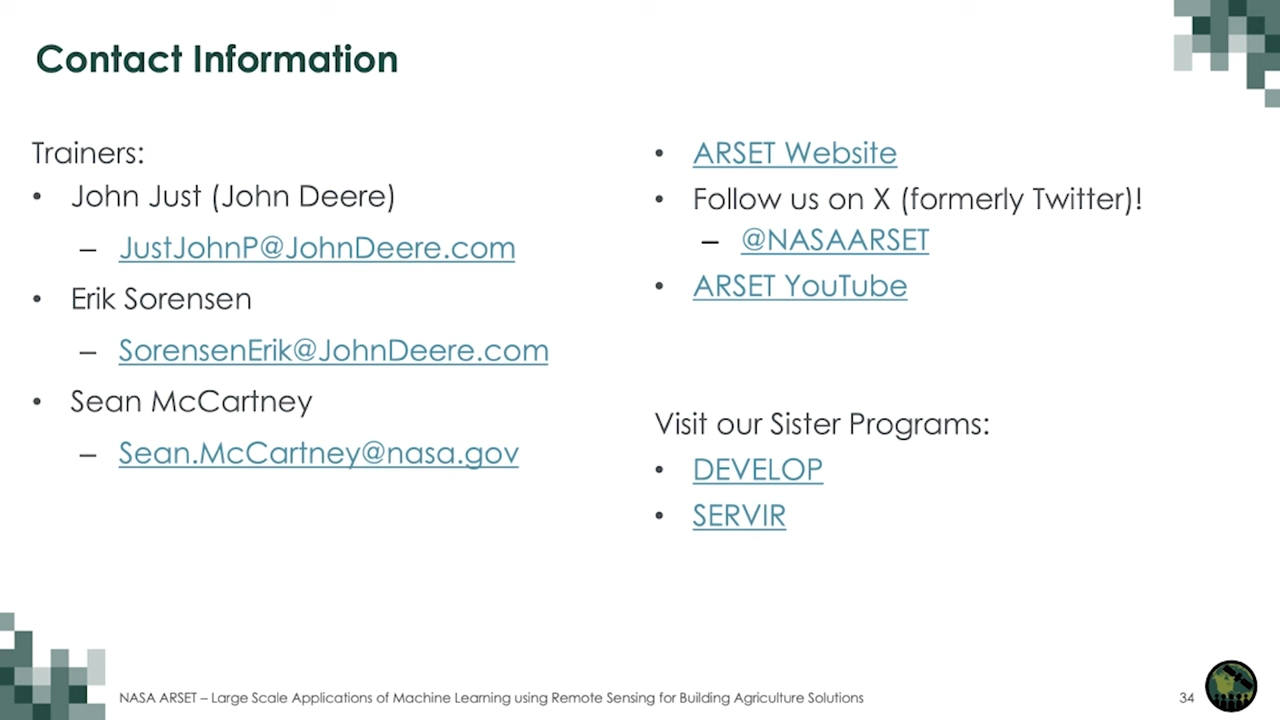 Contact Information
Trainers:
• John Just (John Deere)
– JustJohnP@JohnDeere.com
• Erik Sorensen
– SorensenErik@JohnDeere.com
• Sean McCartney
– Sean.McCartney@nasa.gov
• ARSET Website
• Follow us on X (formerly Twitter)!
– @NASAARSET
• ARSET YouTube
Visit our Sister Programs:
• DEVELOP
• SERVIR
NASA ARSET – Large Scale Applications of Machine Learning using Remote Sensing for Building Agriculture Solutions
34